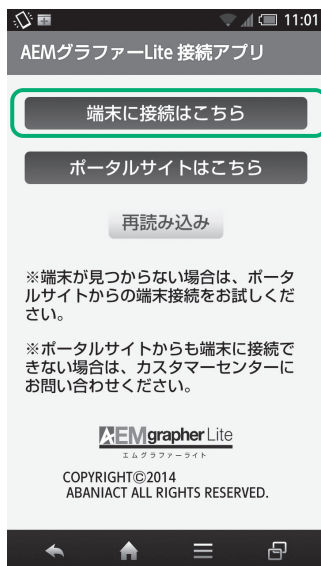 11:01
AEMグラファーLite 接続アプリ
端末に接続はこちら
ポータルサイトはこちら
再読み込み
※端末が見つからない場合は、ポータ
ルサイトからの端末接続をお試しくだ
さい。
※ポータルサイトからも端末に接続で
きない場合は、カスタマーセンターに
お問い合わせください。
AEMgrapher Lite
エムグラファーライト
COPYRIGHT©2014
ABANIACT ALL RIGHTS RESERVED.